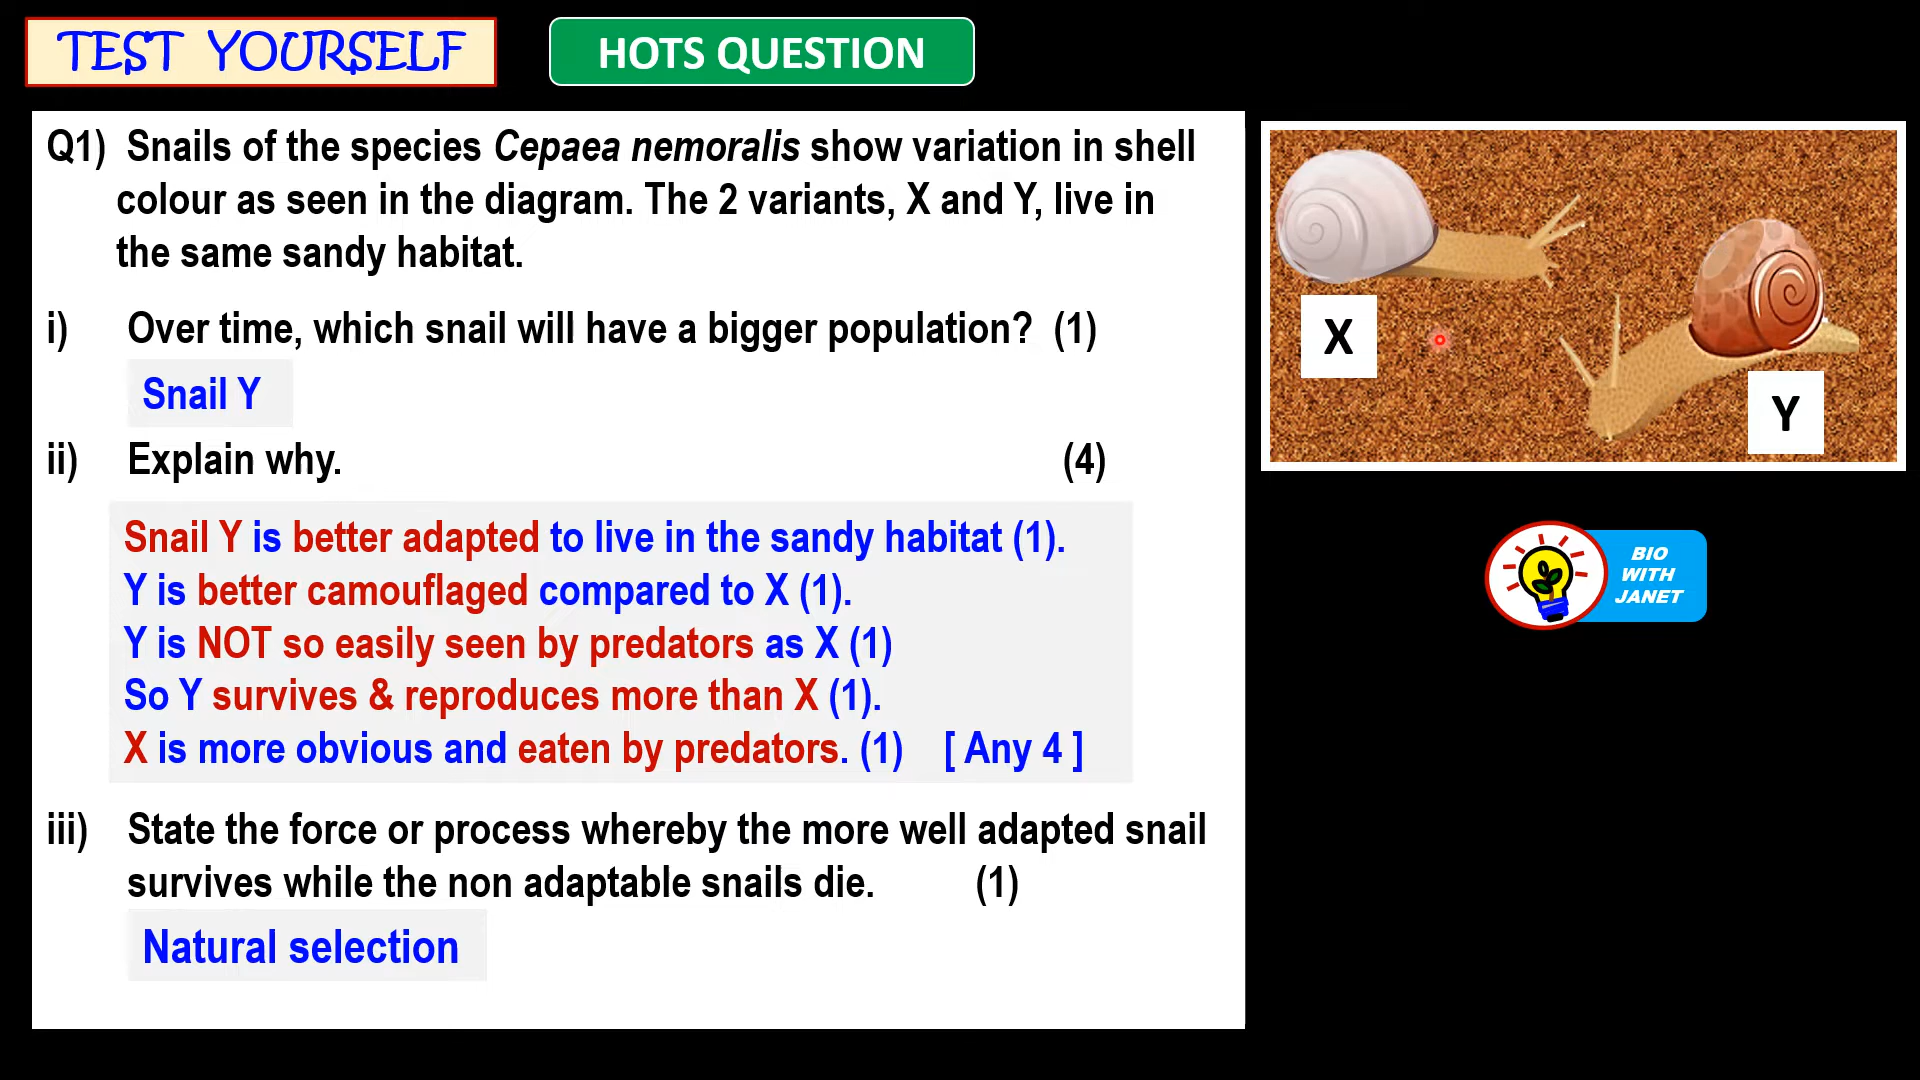 TEST YOURSELF
HOTS QUESTION
Q1) Snails of the species Cepaea nemoralis show variation in shell
colour as seen in the diagram. The 2 variants, X and Y, live in
the same sandy habitat.
i) Over time, which snail will have a bigger population? (1)
Snail Y
ii) Explain why. (4)
Snail Y is better adapted to live in the sandy habitat (1).
Y is better camouflaged compared to X (1).
Y is NOT so easily seen by predators as X (1)
So Y survives & reproduces more than X (1).
X is more obvious and eaten by predators. (1) [ Any 4 ]
iii) State the force or process whereby the more well adapted snail
survives while the non adaptable snails die. (1)
Natural selection
X
Y
BIO
WITH
JANET